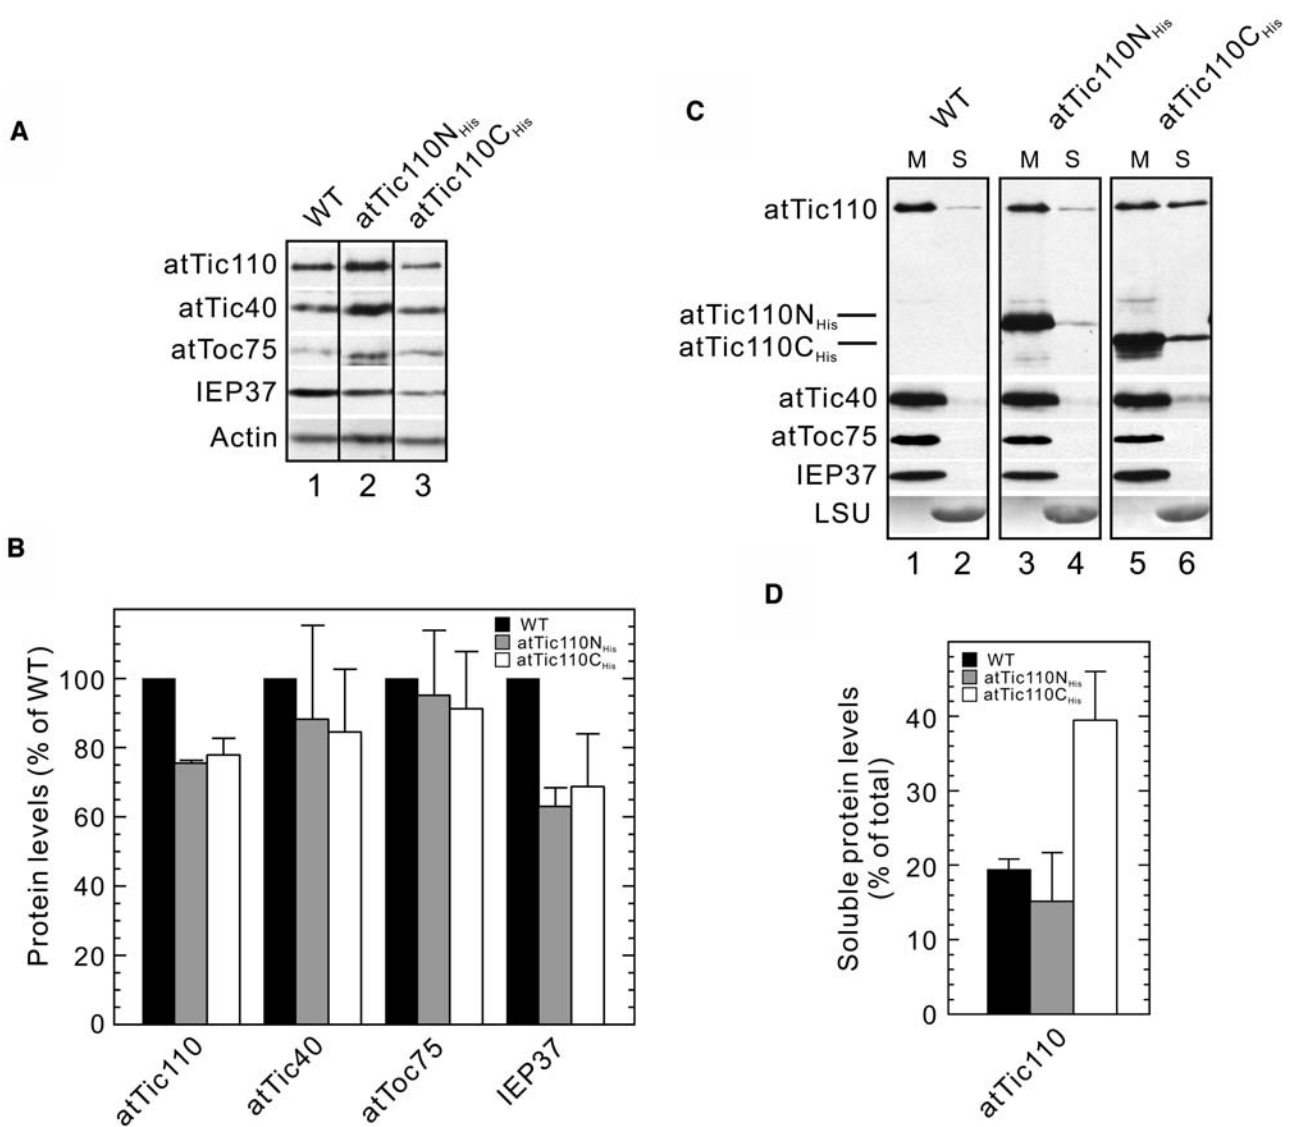 A
WT
atTic110NHis
atTic110CHis
atTic110
atTic40
atToc75
IEP37
Actin
1 2 3
B
Protein levels (% of WT)
100
80
60
40
20
0
WT
atTic110NHis
atTic110CHis
atTic110
atTic40
atToc75
IEP37
C
WT
atTic110NHis
atTic110CHis
M S M S M S
atTic110
atTic110NHis
atTic110CHis
atTic40
atToc75
IEP37
LSU
1 2 3 4 5 6
D
Soluble protein levels
(% of total)
40
30
20
10
0
WT
atTic110NHis
atTic110CHis
atTic110